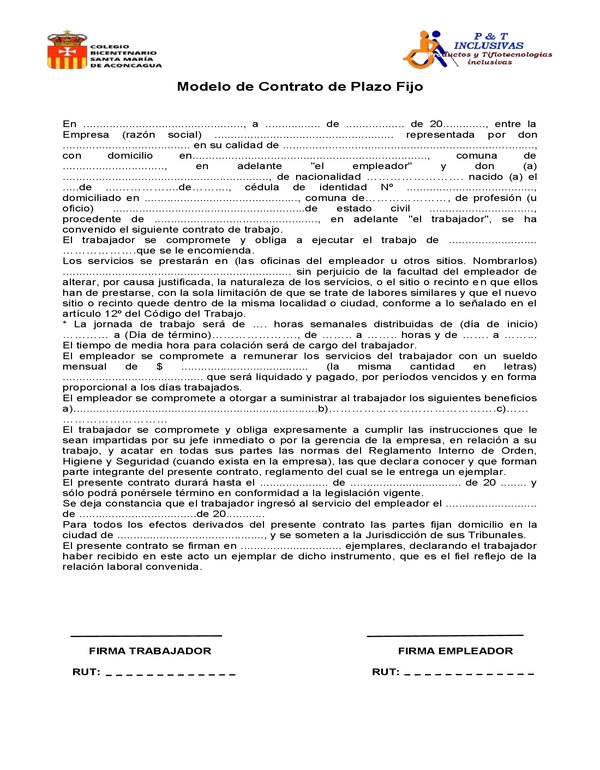 COLEGIO
BICENTENARIO
SANTA MARÍA
DE ACONCAGUA
P & T
INCLUSIVAS
ductos y Tiflotecnologías
inclusivas
Modelo de Contrato de Plazo Fijo
En ................................................., a ................. de .................. de 20............., entre la
Empresa (razón social) ....................................................... representada por don
....................................... en su calidad de ..............................................................................,
con domicilio en........................................................................, comuna de
..............................., en adelante "el empleador" y don (a)
................................................................, de nacionalidad …………………. nacido (a) el
.....de ....…………...de………., cédula de identidad Nº ..........................................,
domiciliado en ..............................................., comuna de…………………, de profesión (u
oficio) ...........................................................de estado civil ................................,
procedente de ................................................., en adelante "el trabajador", se ha
convenido el siguiente contrato de trabajo.
El trabajador se compromete y obliga a ejecutar el trabajo de ...........................
……………….que se le encomienda.
Los servicios se prestarán en (las oficinas del empleador u otros sitios. Nombrarlos)
...................................................................... sin perjuicio de la facultad del empleador de
alterar, por causa justificada, la naturaleza de los servicios, o el sitio o recinto en que ellos
han de prestarse, con la sola limitación de que se trate de labores similares y que el nuevo
sitio o recinto quede dentro de la misma localidad o ciudad, conforme a lo señalado en el
articulo 12º del Código del Trabajo.
* La jornada de trabajo será de …. horas semanales distribuidas de (día de inicio)
………… a (Día de término)…………………., de …….. a …….. horas y de ……. a ………
El tiempo de media hora para colación será de cargo del trabajador.
El empleador se compromete a remunerar los servicios del trabajador con un sueldo
mensual de $ ....................................... (la misma cantidad en letras)
........................................... que será liquidado y pagado, por períodos vencidos y en forma
proporcional a los días trabajados.
El empleador se compromete a otorgar a suministrar al trabajador los siguientes beneficios
a)...........................................................................b)…………………………………….c)……
………………………
El trabajador se compromete y obliga expresamente a cumplir las instrucciones que le
sean impartidas por su jefe inmediato o por la gerencia de la empresa, en relación a su
trabajo, y acatar en todas sus partes las normas del Reglamento Interno de Orden,
Higiene y Seguridad (cuando exista en la empresa), las que declara conocer y que forman
parte integrante del presente contrato, reglamento del cual se le entrega un ejemplar.
El presente contrato durará hasta el ..................... de .................................. de 20 ........ y
sólo podrá ponérsele término en conformidad a la legislación vigente.
Se deja constancia que el trabajador ingresó al servicio del empleador el ............................
de ....................................de 20............
Para todos los efectos derivados del presente contrato las partes fijan domicilio en la
ciudad de ............................................., y se someten a la Jurisdicción de sus Tribunales.
El presente contrato se firman en ............................... ejemplares, declarando el trabajador
haber recibido en este acto un ejemplar de dicho instrumento, que es el fiel reflejo de la
relación laboral convenida.
FIRMA TRABAJADOR FIRMA EMPLEADOR
RUT: _ _ _ _ _ _ _ _ _ _ _ _ _ RUT: _ _ _ _ _ _ _ _ _ _ _ _ _